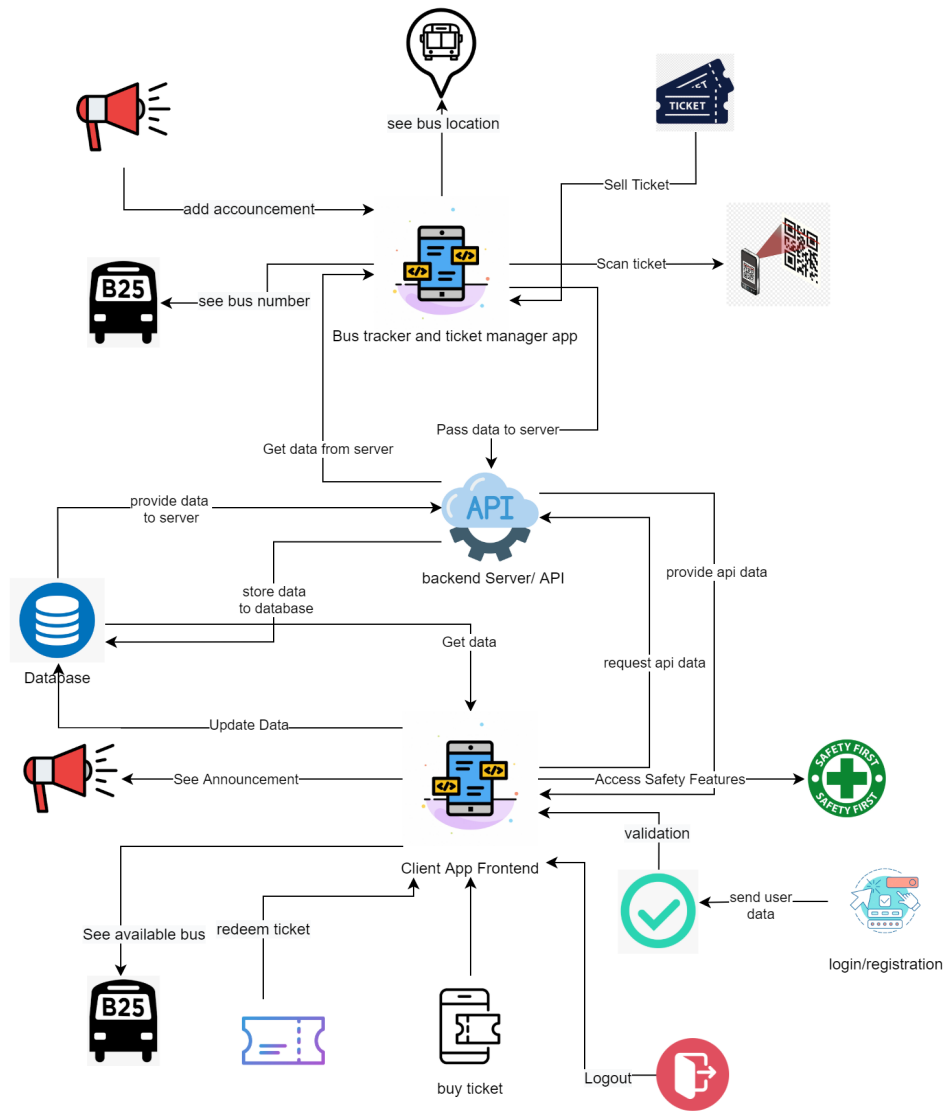 see bus location
TICKET
Sell Ticket
add accouncement
Scan ticket
B25
see bus number
</>
</>
Bus tracker and ticket manager app
Pass data to server
Get data from server
provide data
to server
API
backend Server/ API
provide api data
store data
to database
Get data
request api data
Database
Update Data
See Announcement
</>
</>
Access Safety Features
SAFETY FIRST
SAFETY FIRST
validation
Client App Frontend
send user
data
See available bus
redeem ticket
login/registration
B25
buy ticket
Logout